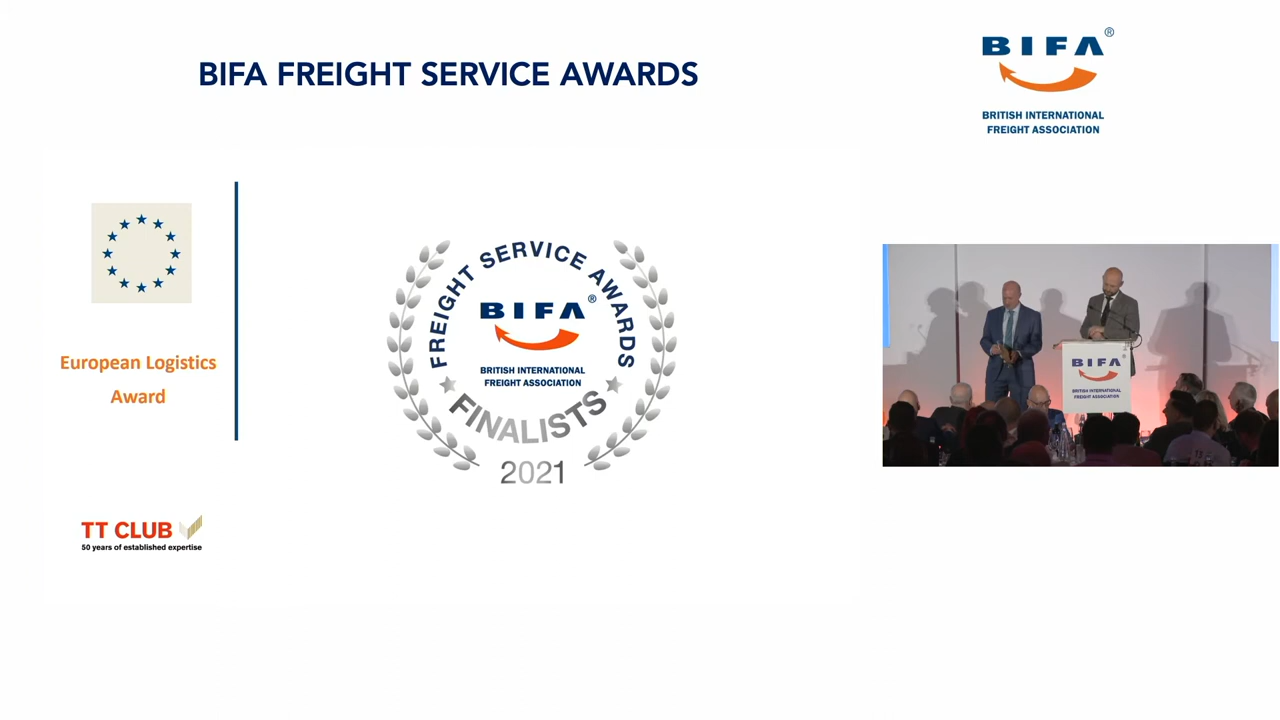 BIFA FREIGHT SERVICE AWARDS
BIFA®
BRITISH INTERNATIONAL
FREIGHT ASSOCIATION
European Logistics
Award
TT CLUB
50 years of established expertise
FREIGHT SERVICE AWARDS
BIFA®
BRITISH INTERNATIONAL
FREIGHT ASSOCIATION
FINALISTS
2021
BIFA
BRITISH INTERNATIONAL
FREIGHT ASSOCIATION